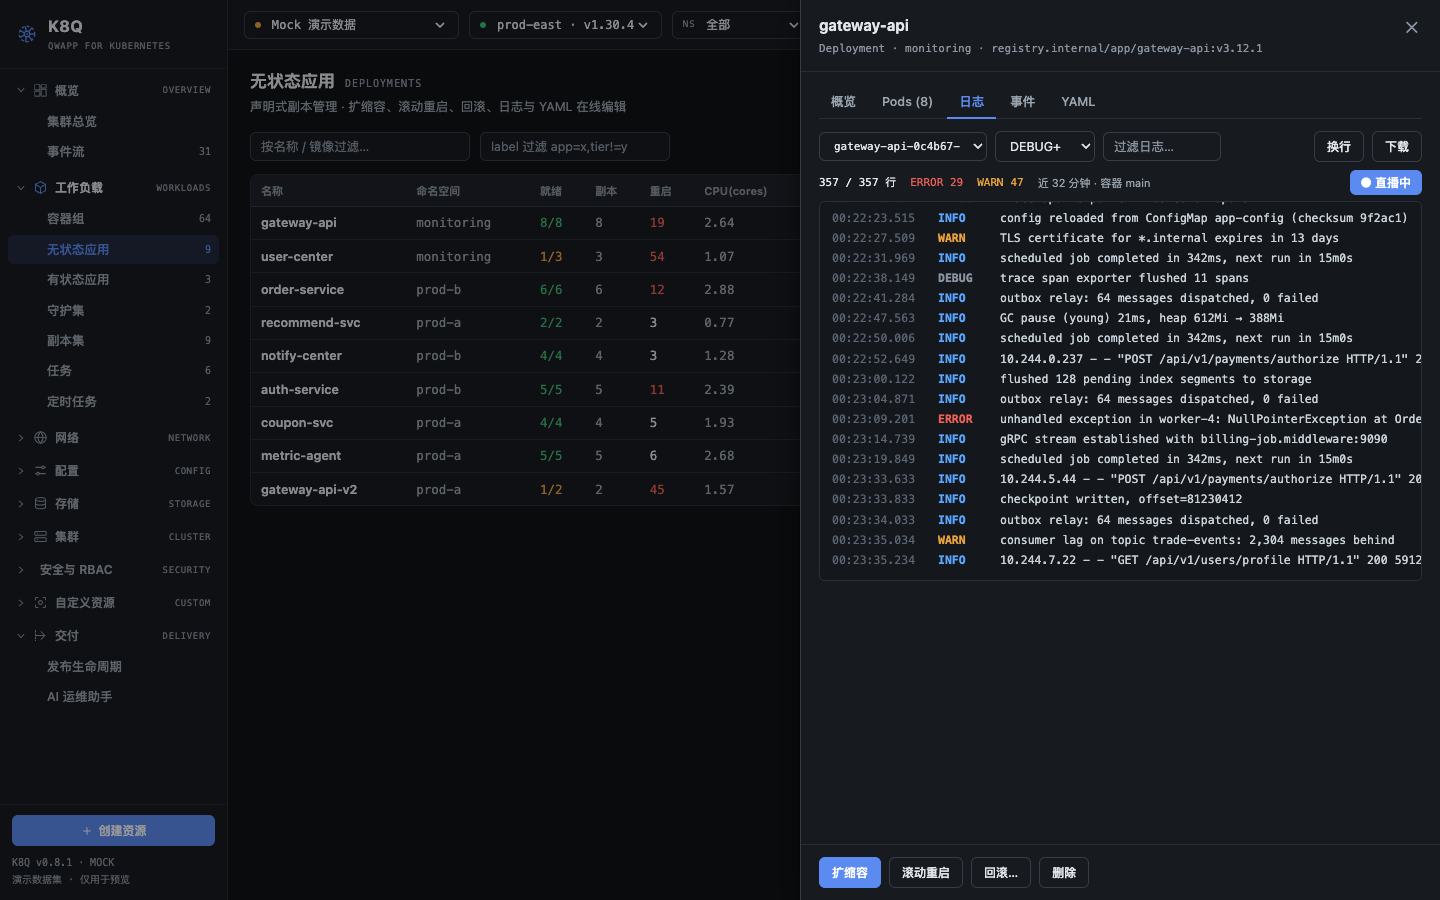 K8Q
QWAPP FOR KUBERNETES
概览 OVERVIEW
集群总览
事件流 31
工作负载 WORKLOADS
容器组 64
无状态应用 9
有状态应用 3
守护集 2
副本集 9
任务 6
定时任务 2
网络 NETWORK
配置 CONFIG
存储 STORAGE
集群 CLUSTER
安全与 RBAC SECURITY
自定义资源 CUSTOM
交付 DELIVERY
发布生命周期
AI 运维助手
+ 创建资源
K8Q v0.8.1 · MOCK
演示数据集 · 仅用于预览
Mock 演示数据 prod-east · v1.30.4 NS 全部
无状态应用 DEPLOYMENTS
声明式副本管理 · 扩缩容、滚动重启、回滚、日志与 YAML 在线编辑
按名称 / 镜像过滤... label 过滤 app=x,tier!=y
名称 命名空间 就绪 副本 重启 CPU(cores)
gateway-api monitoring 8/8 8 19 2.64
user-center monitoring 1/3 3 54 1.07
order-service prod-b 6/6 6 12 2.88
recommend-svc prod-a 2/2 2 3 0.77
notify-center prod-b 4/4 4 3 1.28
auth-service prod-a 5/5 5 11 2.39
coupon-svc prod-a 4/4 4 5 1.93
metric-agent prod-a 5/5 5 6 2.68
gateway-api-v2 prod-a 1/2 2 45 1.57
gateway-api
Deployment · monitoring · registry.internal/app/gateway-api:v3.12.1
概览 Pods (8) 日志 事件 YAML
gateway-api-0c4b67- DEBUG+ 过滤日志... 换行 下载
357 / 357 行 ERROR 29 WARN 47 近 32 分钟 · 容器 main 直播中
00:22:23.515 INFO config reloaded from ConfigMap app-config (checksum 9f2ac1)
00:22:27.509 WARN TLS certificate for *.internal expires in 13 days
00:22:31.969 INFO scheduled job completed in 342ms, next run in 15m0s
00:22:38.149 DEBUG trace span exporter flushed 11 spans
00:22:41.284 INFO outbox relay: 64 messages dispatched, 0 failed
00:22:47.563 INFO GC pause (young) 21ms, heap 612Mi → 388Mi
00:22:50.006 INFO scheduled job completed in 342ms, next run in 15m0s
00:22:52.649 INFO 10.244.0.237 - - "POST /api/v1/payments/authorize HTTP/1.1" 2
00:23:00.122 INFO flushed 128 pending index segments to storage
00:23:04.871 INFO outbox relay: 64 messages dispatched, 0 failed
00:23:09.201 ERROR unhandled exception in worker-4: NullPointerException at Orde
00:23:14.739 INFO gRPC stream established with billing-job.middleware:9090
00:23:19.849 INFO scheduled job completed in 342ms, next run in 15m0s
00:23:33.633 INFO 10.244.5.44 - - "POST /api/v1/payments/authorize HTTP/1.1" 20
00:23:33.833 INFO checkpoint written, offset=81230412
00:23:34.033 INFO outbox relay: 64 messages dispatched, 0 failed
00:23:35.034 WARN consumer lag on topic trade-events: 2,304 messages behind
00:23:35.234 INFO 10.244.7.22 - - "GET /api/v1/users/profile HTTP/1.1" 200 5912
扩缩容 滚动重启 回滚... 删除